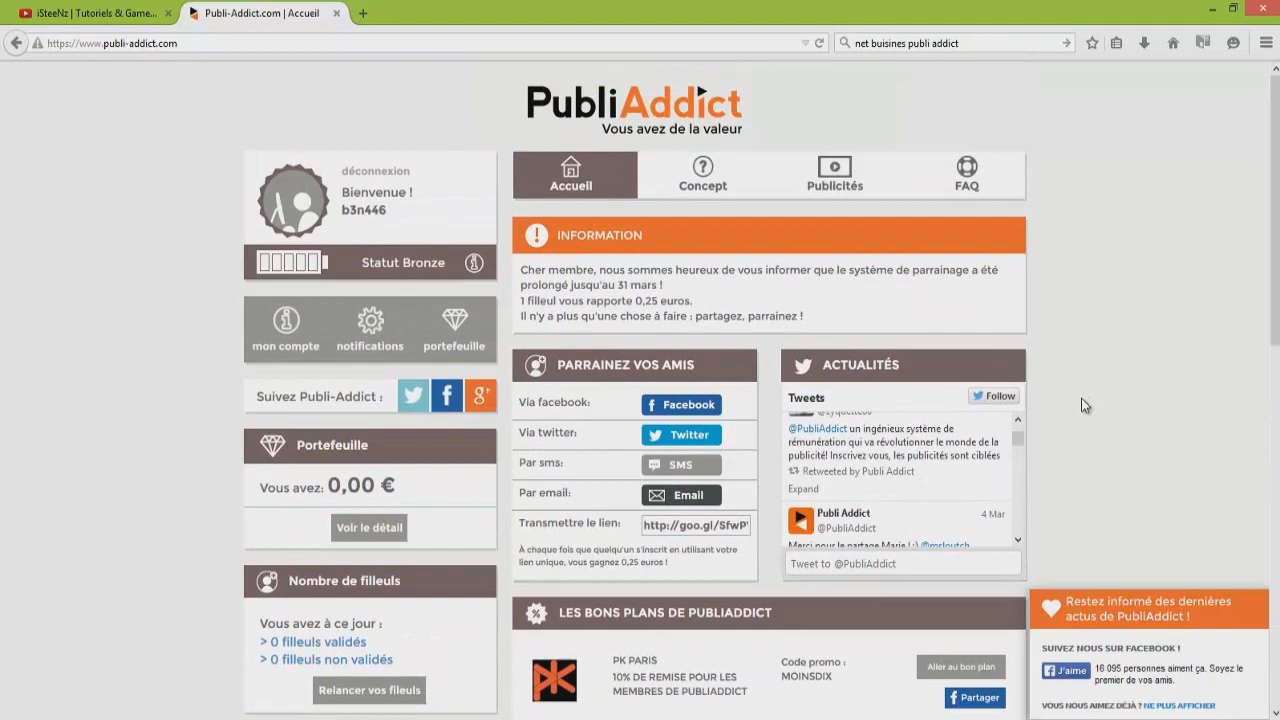 iSteeNz | Tutoriels & Game...
Publi-Addict.com | Accueil
https://www.publi-addict.com
net buisines publi addict
PubliAddict
Vous avez de la valeur
déconnexion
Bienvenue !
b3n446
Statut Bronze
mon compte
notifications
portefeuille
Suivez Publi-Addict :
Portefeuille
Vous avez: 0,00 €
Voir le détail
Nombre de filleuls
Vous avez à ce jour :
> 0 filleuls validés
> 0 filleuls non validés
Relancer vos fileuls
Accueil
Concept
Publicités
FAQ
INFORMATION
Cher membre, nous sommes heureux de vous informer que le système de parrainage a été
prolongé jusqu'au 31 mars !
1 filleul vous rapporte 0,25 euros.
Il n'y a plus qu'une chose à faire : partagez, parrainez !
PARRAINEZ VOS AMIS
Via facebook:
Facebook
Via twitter:
Twitter
Par sms:
SMS
Par email:
Email
Transmettre le lien:
http://goo.gl/SfwP
À chaque fois que quelqu'un s'inscrit en utilisant votre
lien unique, vous gagnez 0,25 euros !
ACTUALITÉS
Tweets
Follow
@PubliAddict un ingénieux système de
rémunération qui va révolutionner le monde de la
publicité! Inscrivez vous, les publicités sont ciblées
Retweeted by Publi Addict
Expand
Publi Addict
4 Mar
@PubliAddict
Merci pour le partage Marie ! :)
Tweet to @PubliAddict
LES BONS PLANS DE PUBLIADDICT
PK PARIS
10% DE REMISE POUR LES
MEMBRES DE PUBLIADDICT
Code promo :
MOINSDIX
Aller au bon plan
Partager
Restez informé des dernières
actus de PubliAddict !
SUIVEZ NOUS SUR FACEBOOK !
J'aime
16 095 personnes aiment ça. Soyez le
premier de vos amis.
VOUS NOUS AIMEZ DÉJÀ ? NE PLUS AFFICHER